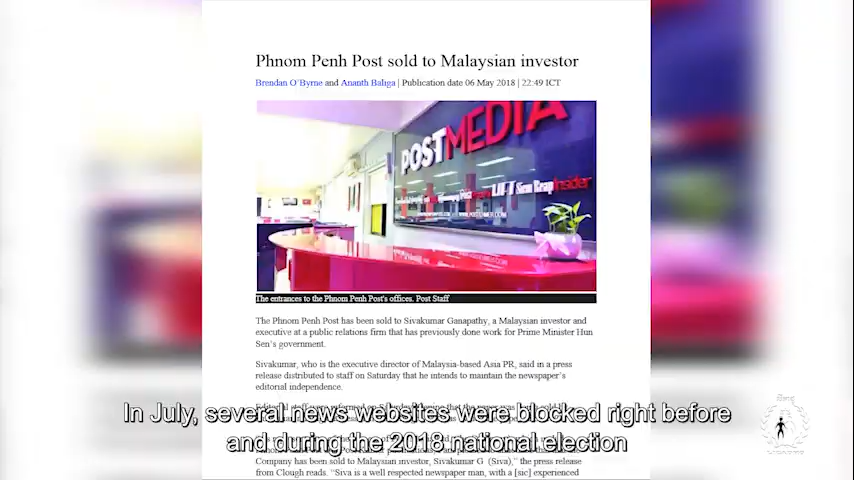 Phnom Penh Post sold to Malaysian investor
Brendan O'Byrne and Ananth Baliga | Publication date 06 May 2018 | 22:49 ICT
POSTMEDIA
The entrances to the Phnom Penh Post's offices. Post Staff
The Phnom Penh Post has been sold to Sivakumar Ganapathy, a Malaysian investor and
executive at a public relations firm that has previously done work for Prime Minister Hun
Sen's government.
Sivakumar, who is the executive director of Malaysia-based Asia PR, said in a press
release distributed to staff on Saturday that he intends to maintain the newspaper's
editorial independence.
In July, several news websites were blocked right before
and during the 2018 national election
Company has been sold to Malaysian investor, Sivakumar G (Siva)," the press release
from Clough reads. "Siva is a well respected newspaper man, with a [sic] experienced